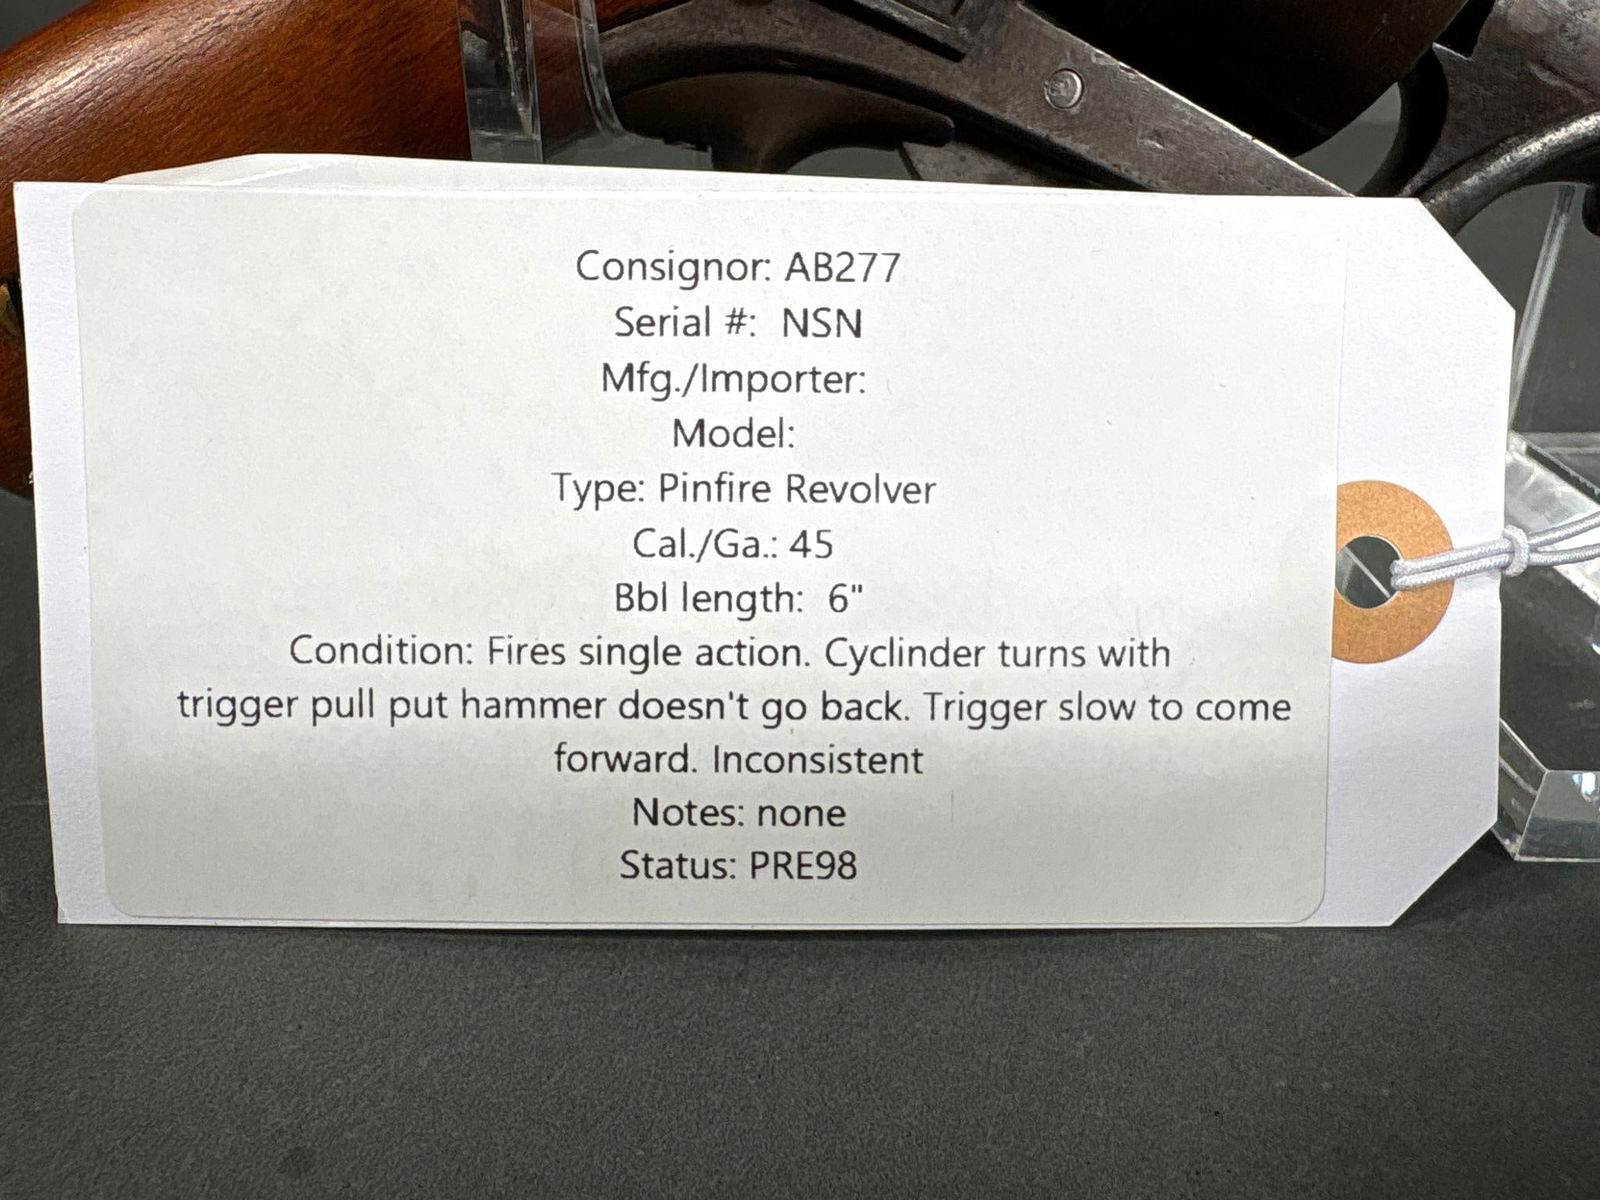 Consignor: AB277
Serial #: NSN
Mfg./Importer:
Model:
Type: Pinfire Revolver
Cal./Ga.: 45
Bbl length: 6"
Condition: Fires single action. Cyclinder turns with
trigger pull put hammer doesn't go back. Trigger slow to come
forward. Inconsistent
Notes: none
Status: PRE98